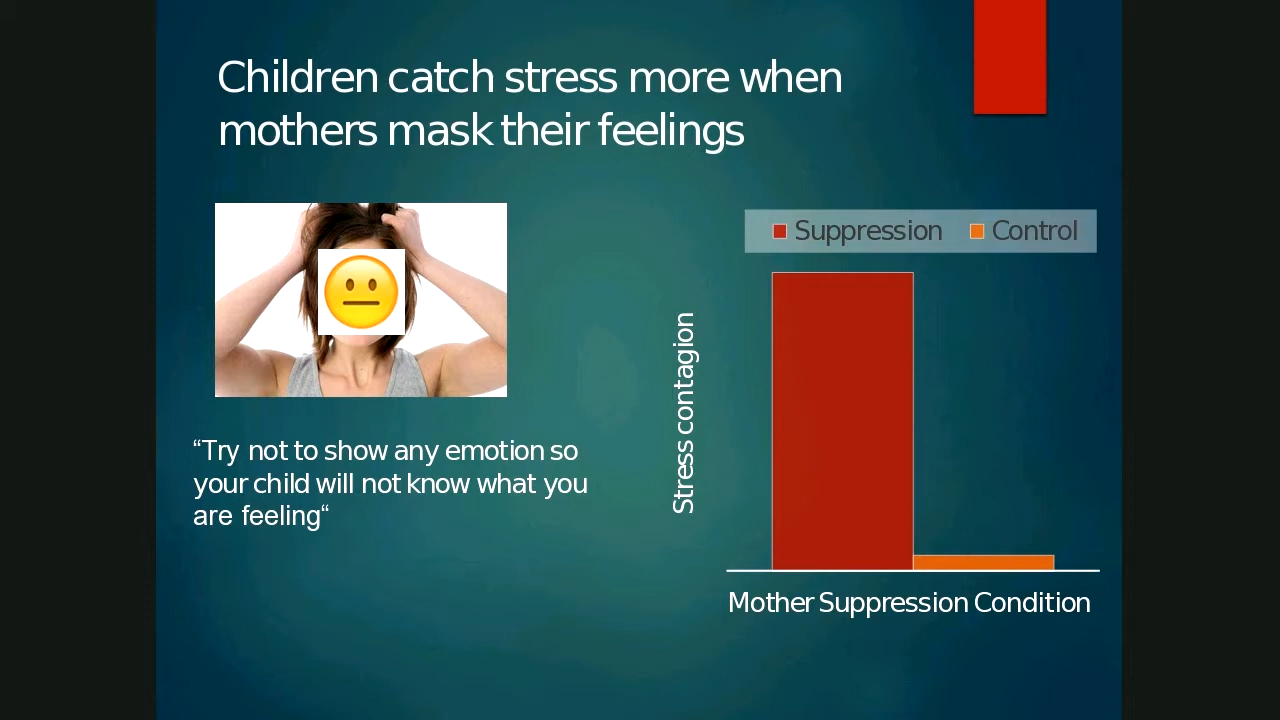 Children catch stress more when
mothers mask their feelings
Suppression Control
Stress contagion
“Try not to show any emotion so
your child will not know what you
are feeling“
Mother Suppression Condition